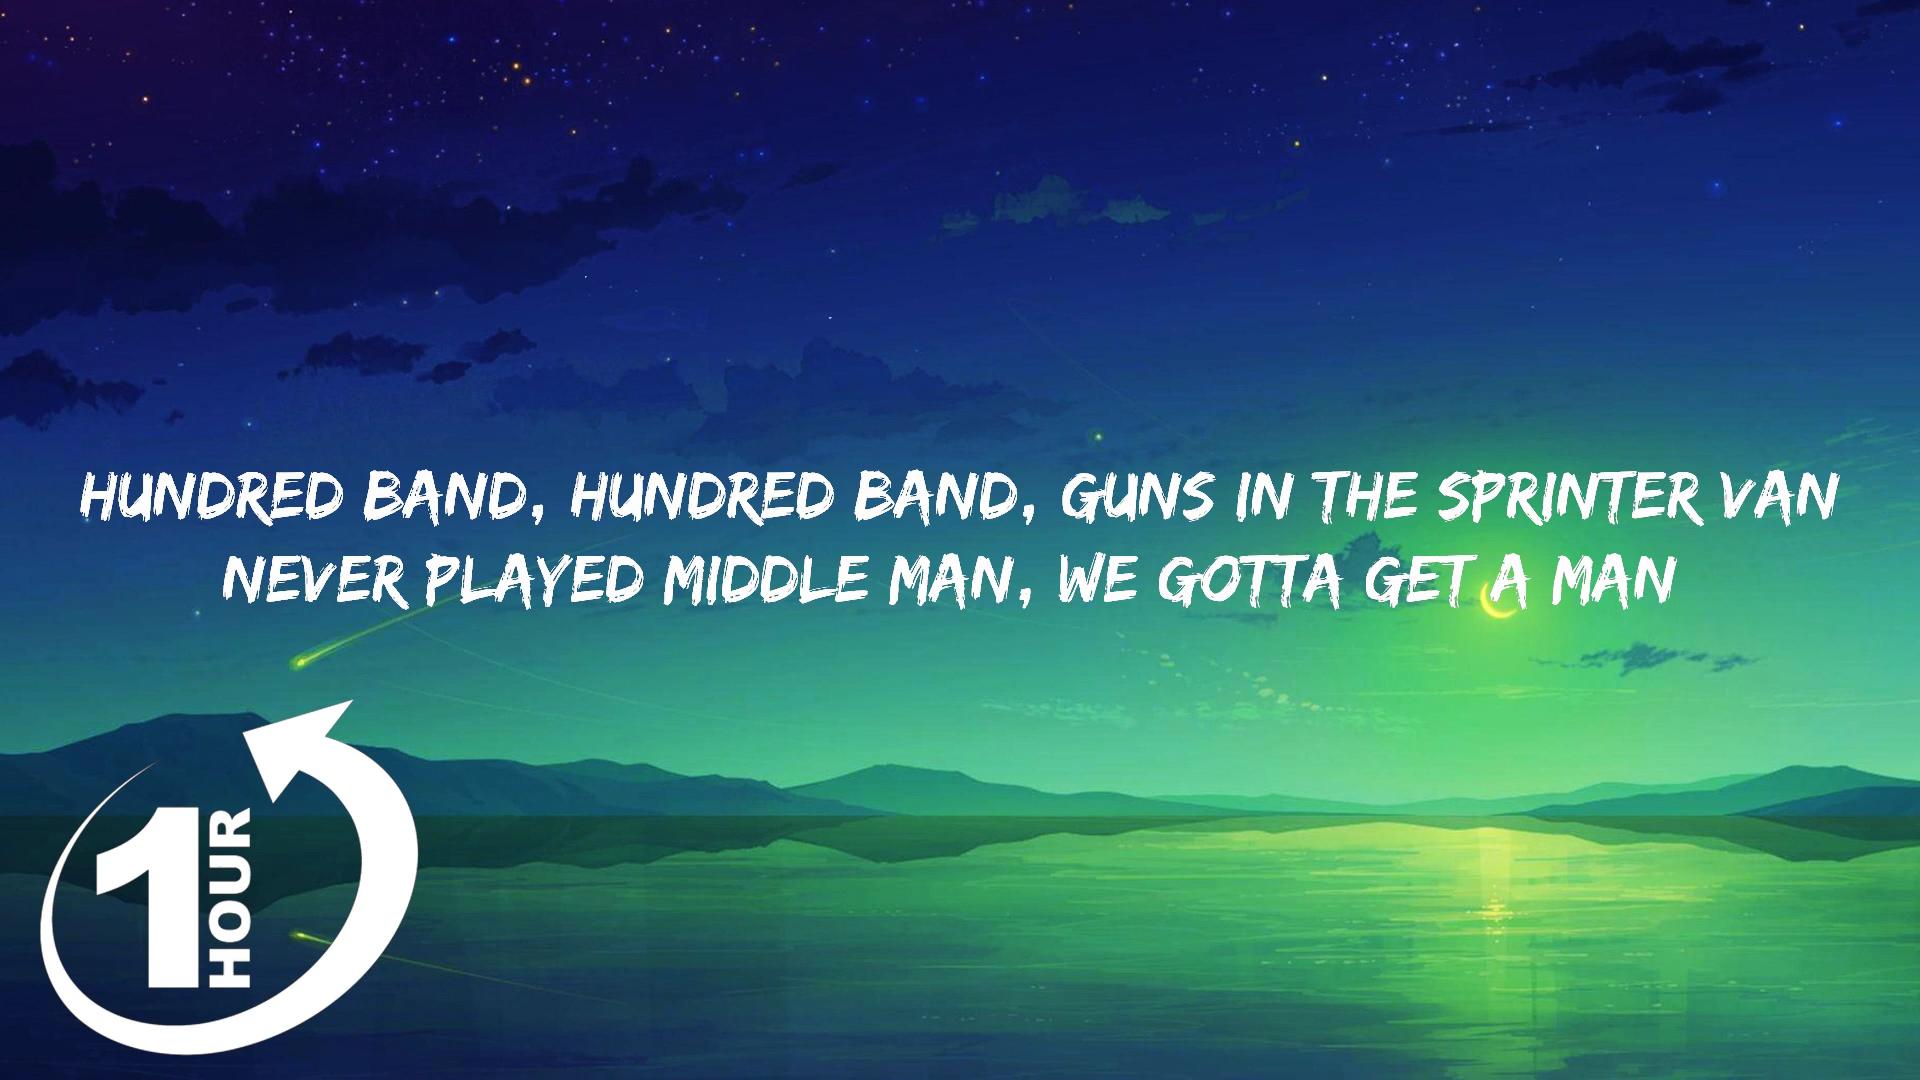 HUNDRED BAND, HUNDRED BAND, GUNS IN THE SPRINTER VAN
NEVER PLAYED MIDDLE MAN, WE GOTTA GET A MAN
1 HOUR